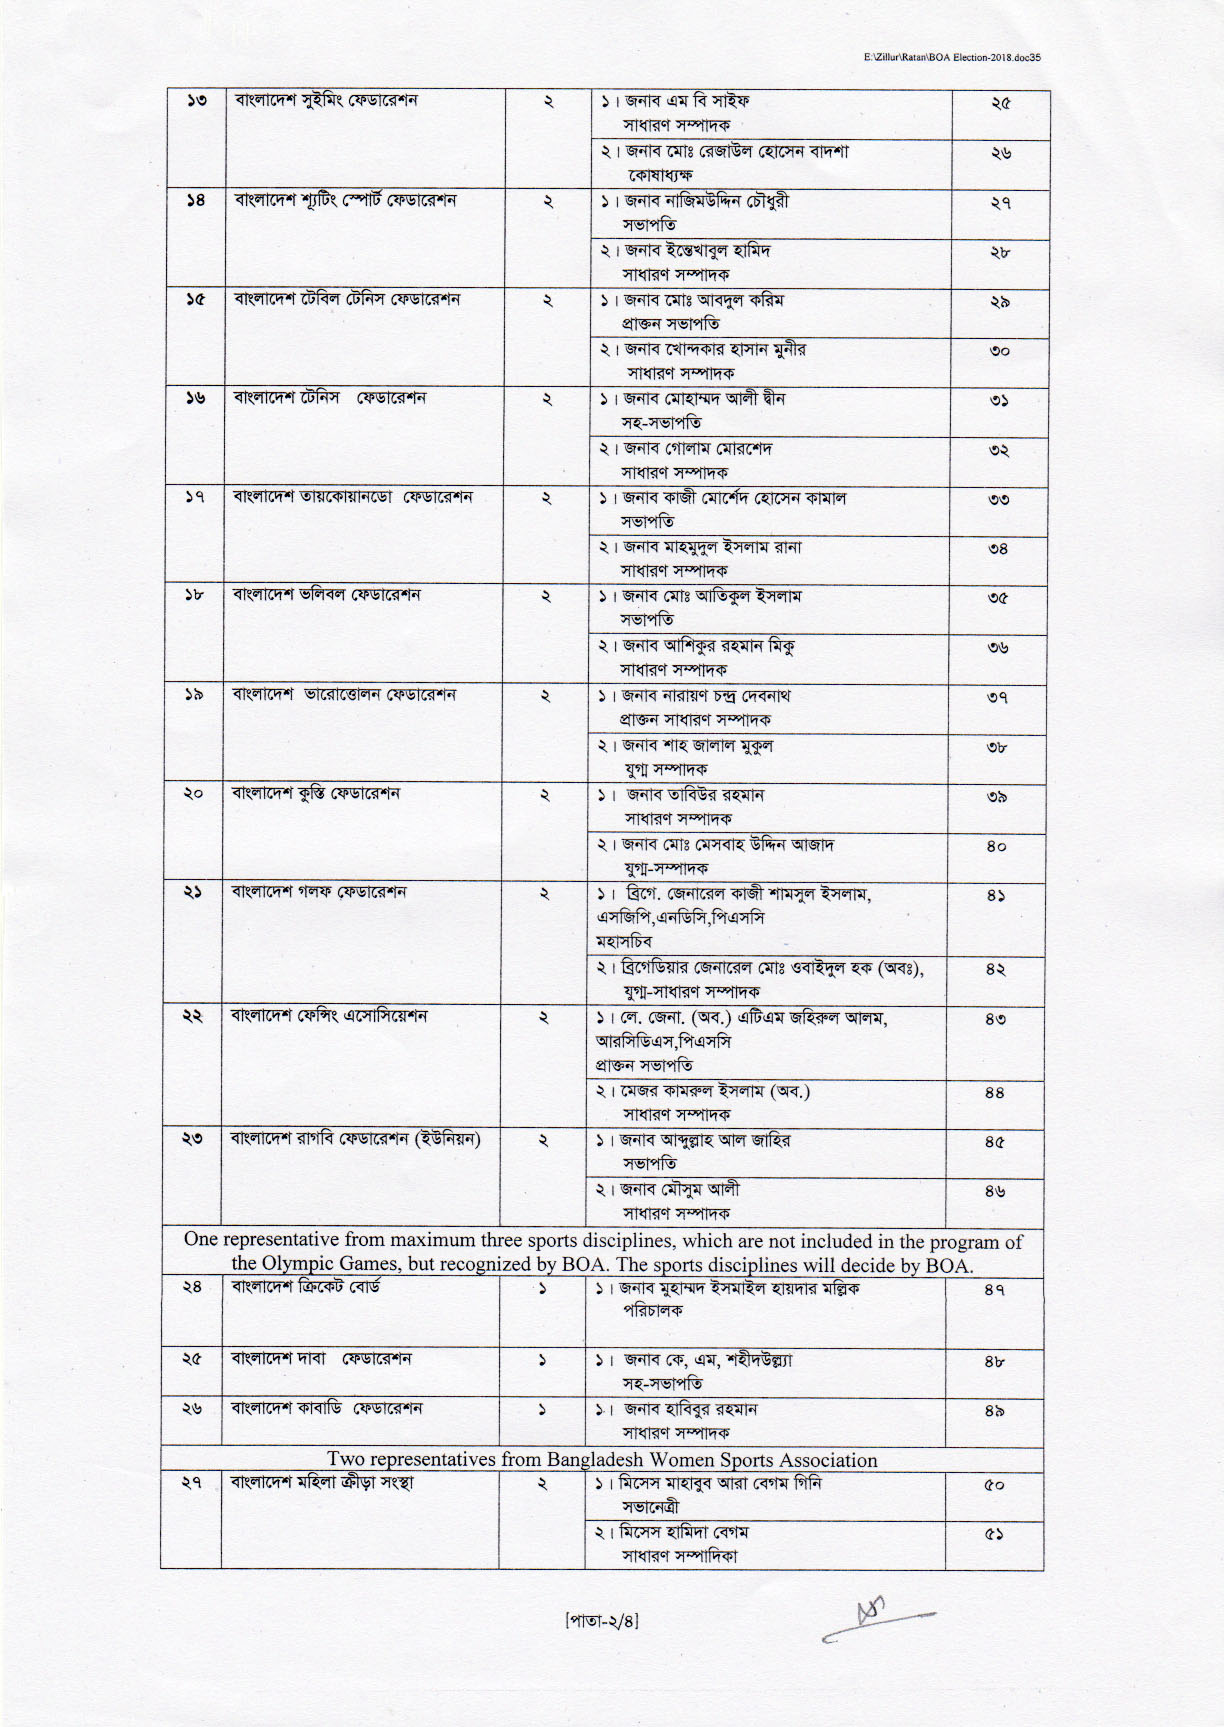 E:\Zillur\Ratan\BOA Election-2018.doc35
১৩ বাংলাদেশ সুইমিং ফেডারেশন ২ ১। জনাব এম বি সাইফ ২৫
সাধারণ সম্পাদক
২। জনাব মোঃ রেজাউল হোসেন বাদশা ২৬
কোষাধ্যক্ষ
১৪ বাংলাদেশ শ্যূটিং স্পোর্ট ফেডারেশন ২ ১। জনাব নাজিমউদ্দিন চৌধুরী ২৭
সভাপতি
২। জনাব ইন্তেখাবুল হামিদ ২৮
সাধারণ সম্পাদক
১৫ বাংলাদেশ টেবিল টেনিস ফেডারেশন ২ ১। জনাব মোঃ আবদুল করিম ২৯
প্রাক্তন সভাপতি
২। জনাব খোন্দকার হাসান মুনীর ৩০
সাধারণ সম্পাদক
১৬ বাংলাদেশ টেনিস ফেডারেশন ২ ১। জনাব মোহাম্মদ আলী দ্বীন ৩১
সহ-সভাপতি
২। জনাব গোলাম মোরশেদ ৩২
সাধারণ সম্পাদক
১৭ বাংলাদেশ তায়কোয়ানডো ফেডারেশন ২ ১। জনাব কাজী মোর্শেদ হোসেন কামাল ৩৩
সভাপতি
২। জনাব মাহমুদুল ইসলাম রানা ৩৪
সাধারণ সম্পাদক
১৮ বাংলাদেশ ভলিবল ফেডারেশন ২ ১। জনাব মোঃ আতিকুল ইসলাম ৩৫
সভাপতি
২। জনাব আশিকুর রহমান মিকু ৩৬
সাধারণ সম্পাদক
১৯ বাংলাদেশ ভারোত্তোলন ফেডারেশন ২ ১। জনাব নারায়ণ চন্দ্র দেবনাথ ৩৭
প্রাক্তন সাধারণ সম্পাদক
২। জনাব শাহ জালাল মুকুল ৩৮
যুগ্ম সম্পাদক
২০ বাংলাদেশ কুস্তি ফেডারেশন ২ ১। জনাব তাবিউর রহমান ৩৯
সাধারণ সম্পাদক
২। জনাব মোঃ মেসবাহ উদ্দিন আজাদ ৪০
যুগ্ম-সম্পাদক
২১ বাংলাদেশ গলফ ফেডারেশন ২ ১। ব্রিগে. জেনারেল কাজী শামসুল ইসলাম, ৪১
এসজিপি,এনডিসি,পিএসসি
মহাসচিব
২। ব্রিগেডিয়ার জেনারেল মোঃ ওবাইদুল হক (অবঃ), ৪২
যুগ্ম-সাধারণ সম্পাদক
২২ বাংলাদেশ ফেন্সিং এসোসিয়েশন ২ ১। লে. জেনা. (অব.) এটিএম জহিরুল আলম, ৪৩
আরসিডিএস,পিএসসি
প্রাক্তন সভাপতি
২। মেজর কামরুল ইসলাম (অব.) ৪৪
সাধারণ সম্পাদক
২৩ বাংলাদেশ রাগবি ফেডারেশন (ইউনিয়ন) ২ ১। জনাব আব্দুল্লাহ আল জাহির ৪৫
সভাপতি
২। জনাব মৌসুম আলী ৪৬
সাধারণ সম্পাদক
One representative from maximum three sports disciplines, which are not included in the program of
the Olympic Games, but recognized by BOA. The sports disciplines will decide by BOA.
২৪ বাংলাদেশ ক্রিকেট বোর্ড ১ ১। জনাব মুহাম্মদ ইসমাইল হায়দার মল্লিক ৪৭
পরিচালক
২৫ বাংলাদেশ দাবা ফেডারেশন ১ ১। জনাব কে, এম, শহীদউল্ল্যা ৪৮
সহ-সভাপতি
২৬ বাংলাদেশ কাবাডি ফেডারেশন ১ ১। জনাব হাবিবুর রহমান ৪৯
সাধারণ সম্পাদক
Two representatives from Bangladesh Women Sports Association
২৭ বাংলাদেশ মহিলা ক্রীড়া সংস্থা ২ ১। মিসেস মাহাবুব আরা বেগম গিনি ৫০
সভানেত্রী
২। মিসেস হামিদা বেগম ৫১
সাধারণ সম্পাদিকা
[পাতা-২/৪]